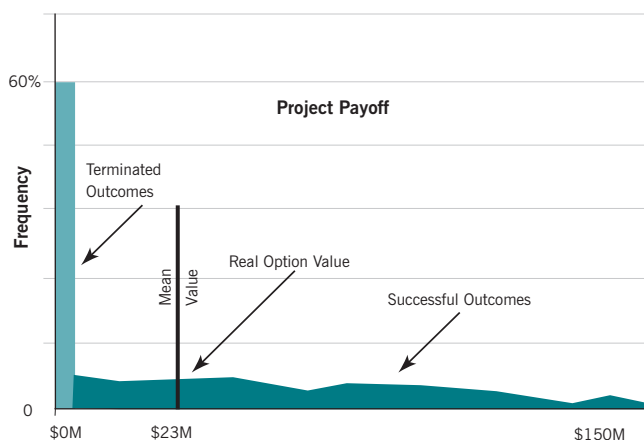 60%
Project Payoff
Terminated
Outcomes
Frequency
Mean
Value
Real Option Value
Successful Outcomes
0
$0M
$23M
$150M